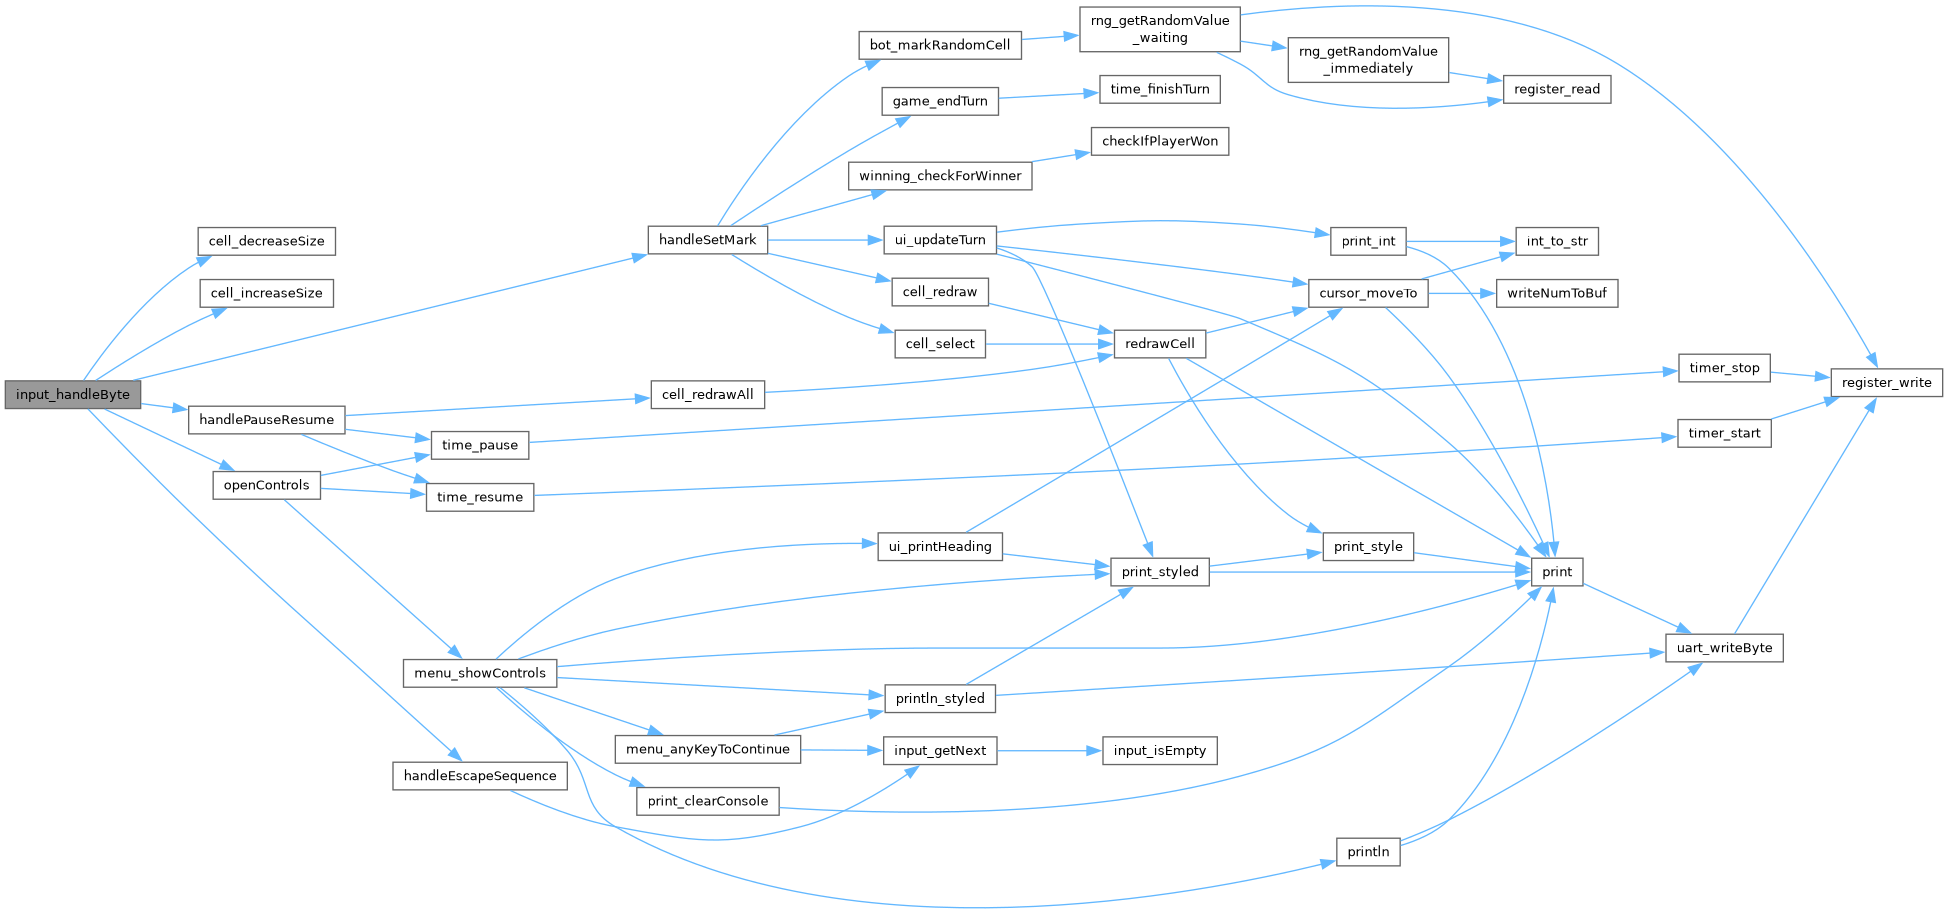 rng_getRandomValue
_waiting
bot_markRandomCell
rng_getRandomValue
_immediately
register_read
time_finishTurn
game_endTurn
checkIfPlayerWon
winning_checkForWinner
cell_decreaseSize
handleSetMark
ui_updateTurn
print_int
int_to_str
cell_increaseSize
cell_redraw
cursor_moveTo
writeNumToBuf
cell_select
redrawCell
timer_stop
register_write
input_handleByte
cell_redrawAll
handlePauseResume
time_pause
timer_start
openControls
time_resume
ui_printHeading
print_style
print_styled
print
uart_writeByte
menu_showControls
println_styled
menu_anyKeyToContinue
input_getNext
input_isEmpty
handleEscapeSequence
print_clearConsole
println